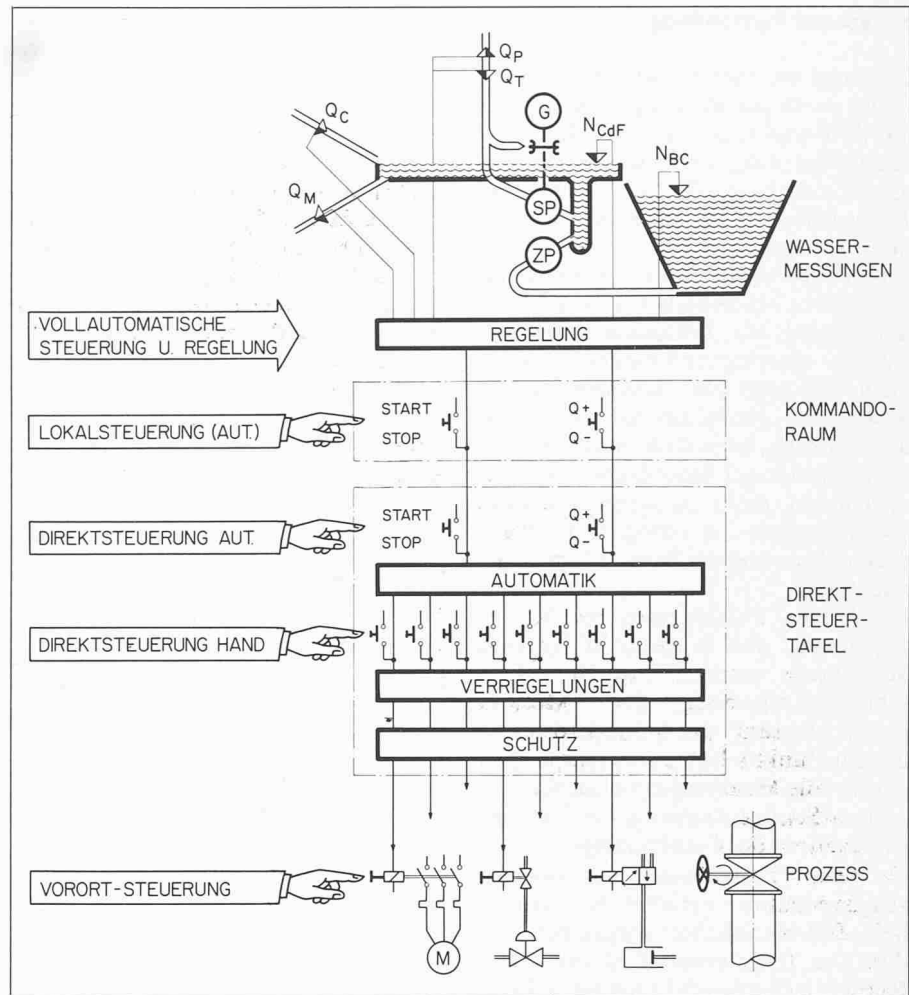 Q_P
Q_T
Q_C
G
N_CdF
N_BC
Q_M
SP
ZP
WASSER-
MESSUNGEN
VOLLAUTOMATISCHE
STEUERUNG U. REGELUNG
REGELUNG
LOKALSTEUERUNG (AUT.)
START
STOP
Q+
Q-
KOMMANDO-
RAUM
DIREKTSTEUERUNG AUT.
START
STOP
Q+
Q-
AUTOMATIK
DIREKT-
STEUER-
TAFEL
DIREKTSTEUERUNG HAND
VERRIEGELUNGEN
SCHUTZ
VORORT-STEUERUNG
PROZESS
M